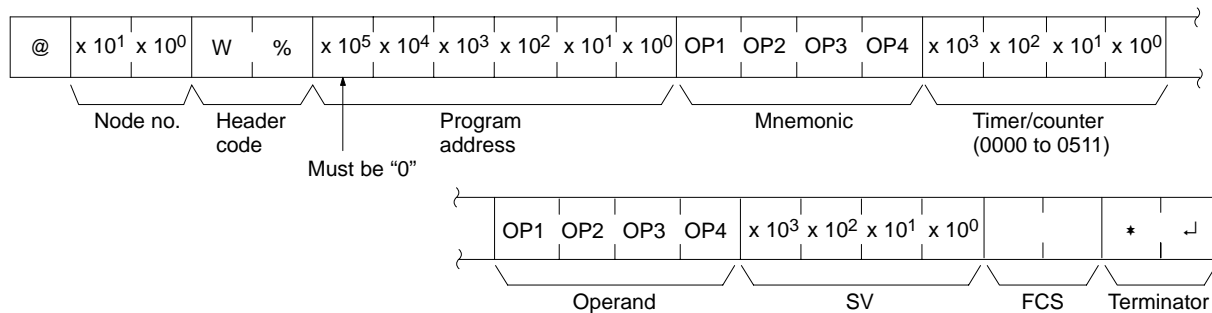 @ x 10¹ x 10⁰ W % x 10⁵ x 10⁴ x 10³ x 10² x 10¹ x 10⁰ OP1 OP2 OP3 OP4 x 10³ x 10² x 10¹ x 10⁰
Node no. Header code Program address Mnemonic Timer/counter (0000 to 0511)
Must be “0”
OP1 OP2 OP3 OP4 x 10³ x 10² x 10¹ x 10⁰ * ↵
Operand SV FCS Terminator